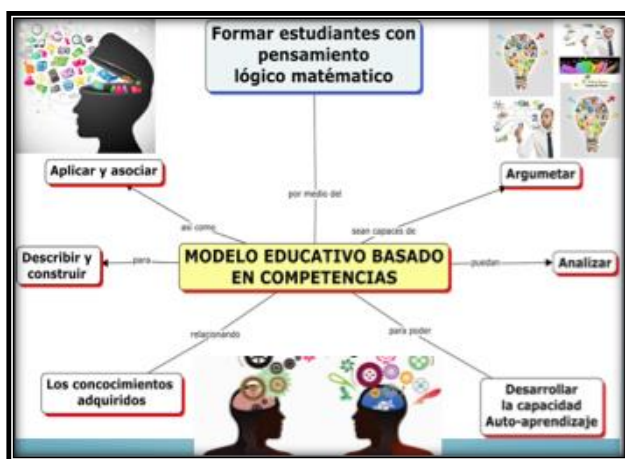 Formar estudiantes con
pensamiento
lógico matématico
Aplicar y asociar
Argumetar
por medio del
así como
sean capaces de
Describir y
construir
para
MODELO EDUCATIVO BASADO
EN COMPETENCIAS
puedan
Analizar
relacionando
para poder
Los concocimientos
adquiridos
Desarrollar
la capacidad
Auto-aprendizaje